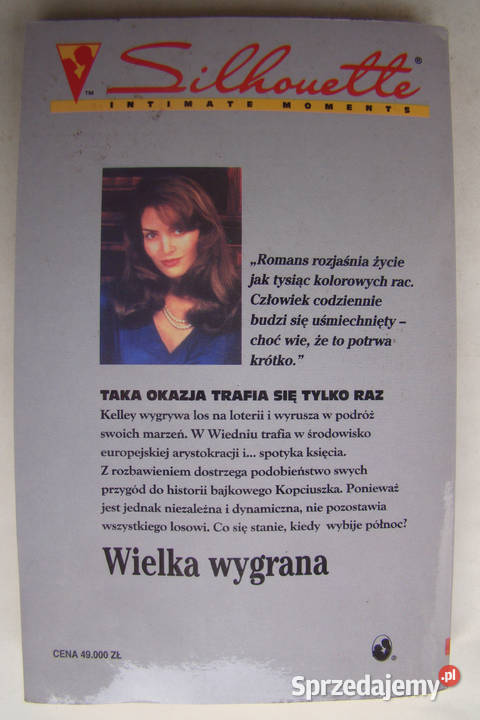 Silhouette®
™
INTIMATE MOMENTS
„Romans rozjaśnia życie
jak tysiąc kolorowych rac.
Człowiek codziennie
budzi się uśmiechnięty –
choć wie, że to potrwa
krótko.”
TAKA OKAZJA TRAFIA SIĘ TYLKO RAZ
Kelley wygrywa los na loterii i wyrusza w podróż
swoich marzeń. W Wiedniu trafia w środowisko
europejskiej arystokracji i... spotyka księcia.
Z rozbawieniem dostrzega podobieństwo swych
przygód do historii bajkowego Kopciuszka. Ponieważ
jest jednak niezależna i dynamiczna, nie pozostawia
wszystkiego losowi. Co się stanie, kiedy wybije północ?
Wielka wygrana
CENA 49.000 ZŁ
®
Sprzedajemy.pl